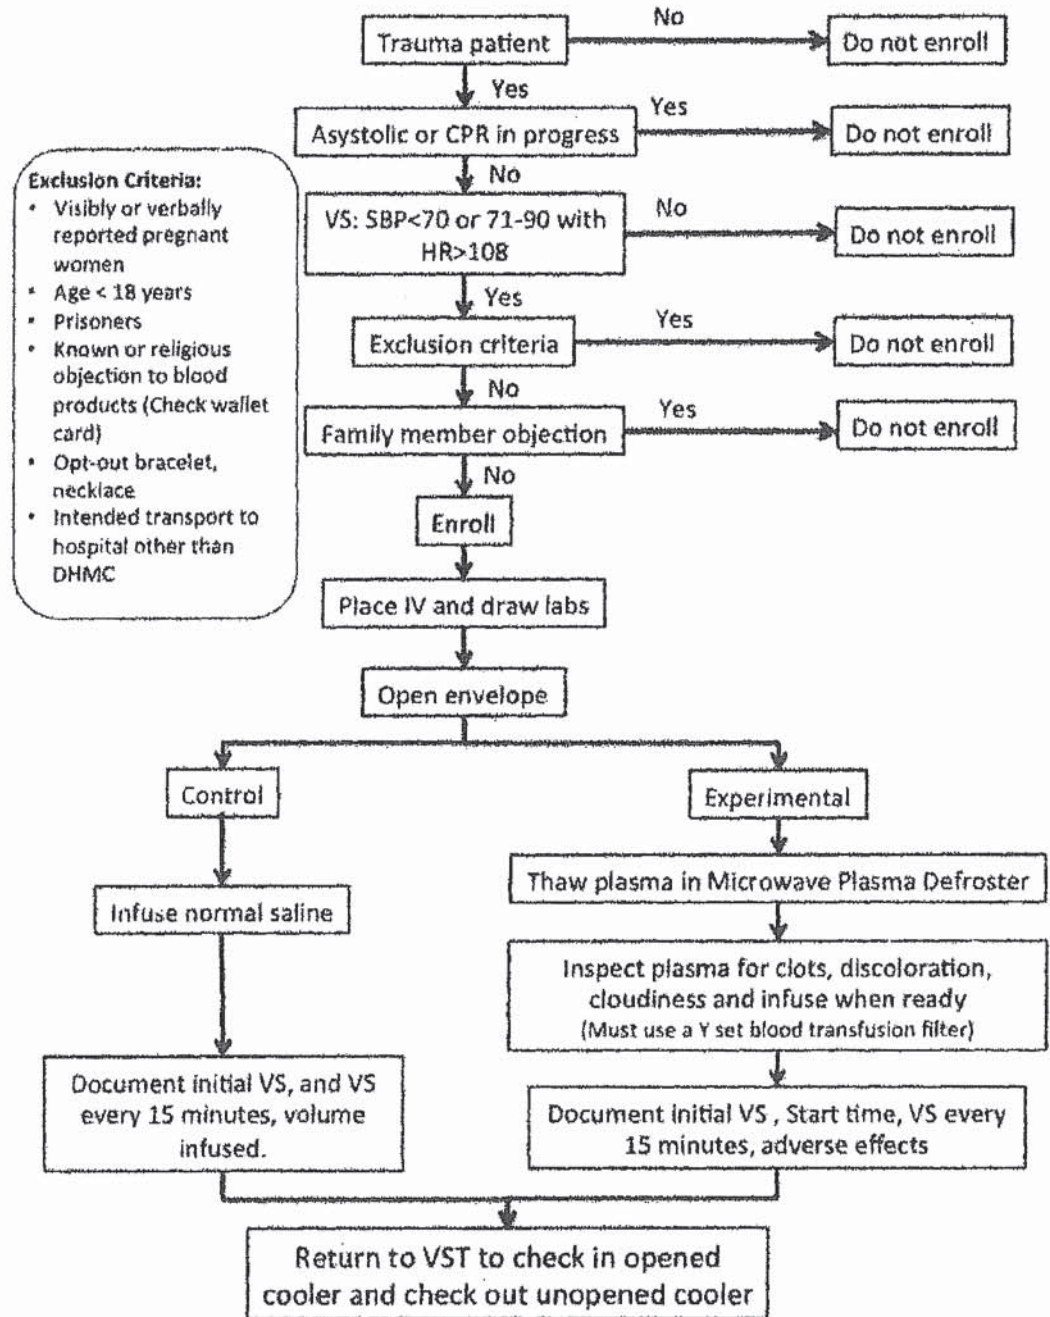 Trauma patient
No
Do not enroll
Yes
Asystolic or CPR in progress
Yes
Do not enroll
No
VS: SBP<70 or 71-90 with
HR>108
No
Do not enroll
Yes
Exclusion criteria
Yes
Do not enroll
No
Family member objection
Yes
Do not enroll
No
Enroll
Exclusion Criteria:
• Visibly or verbally
reported pregnant
women
• Age < 18 years
• Prisoners
• Known or religious
objection to blood
products (Check wallet
card)
• Opt-out bracelet,
necklace
• Intended transport to
hospital other than
DHMC
Place IV and draw labs
Open envelope
Control
Infuse normal saline
Document initial VS, and VS
every 15 minutes, volume
infused.
Experimental
Thaw plasma in Microwave Plasma Defroster
Inspect plasma for clots, discoloration,
cloudiness and infuse when ready
(Must use a Y set blood transfusion filter)
Document initial VS , Start time, VS every
15 minutes, adverse effects
Return to VST to check in opened
cooler and check out unopened cooler